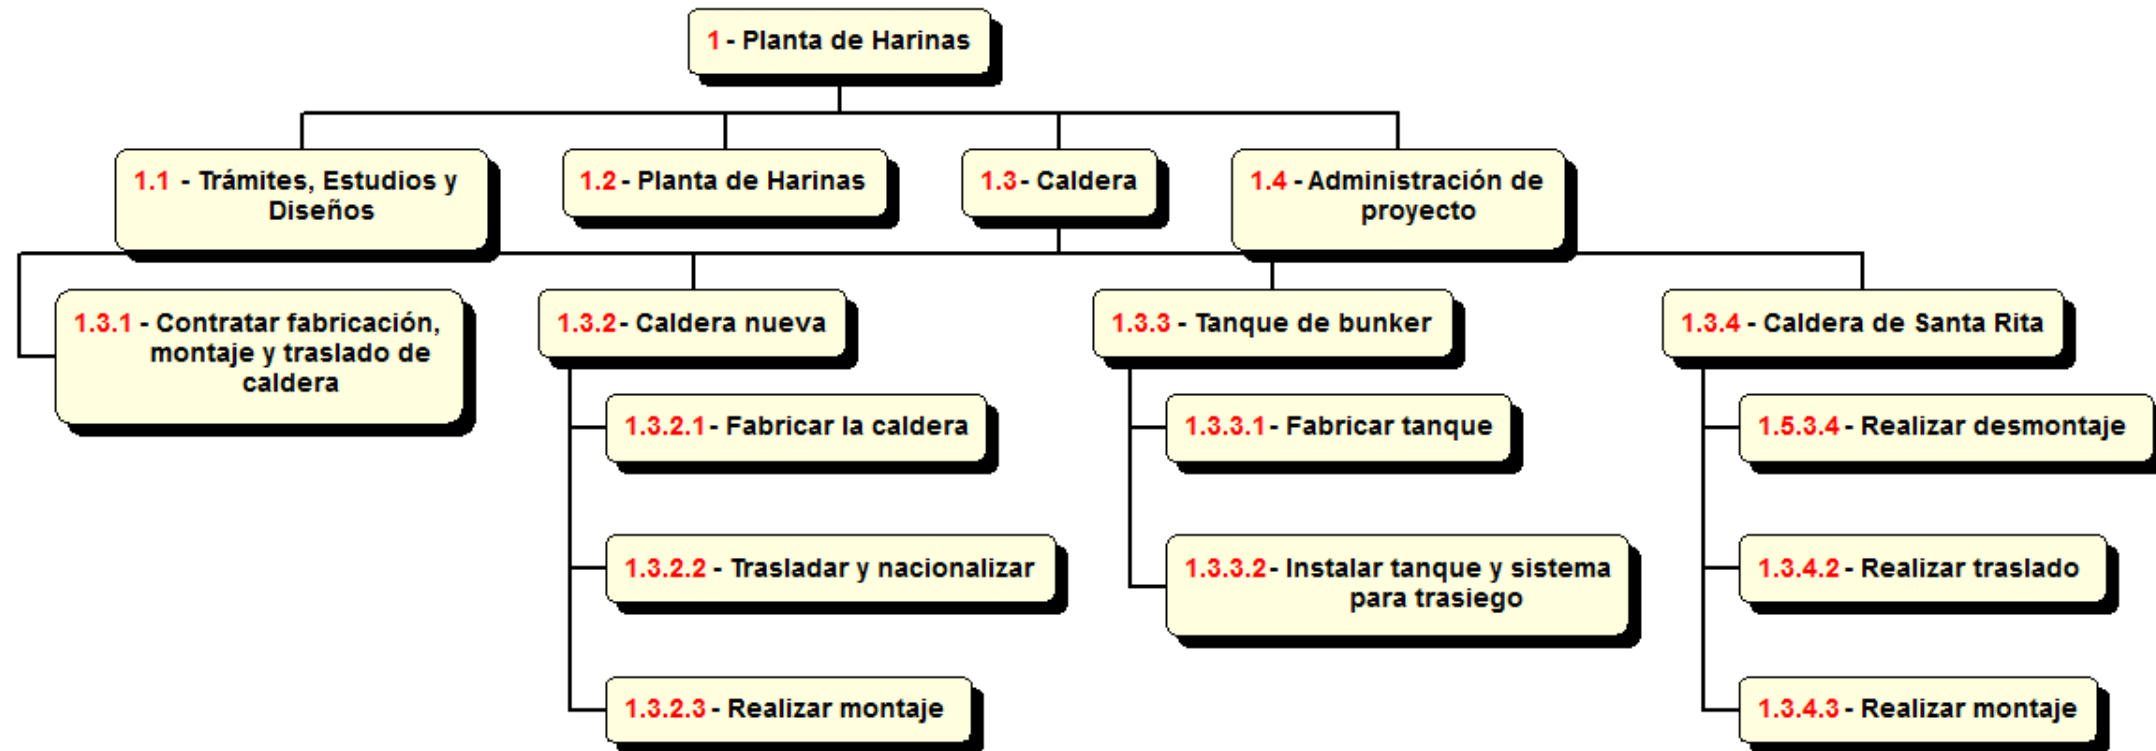 1 - Planta de Harinas
1.1 - Trámites, Estudios y
Diseños
1.2 - Planta de Harinas
1.3 - Caldera
1.4 - Administración de
proyecto
1.3.1 - Contratar fabricación,
montaje y traslado de
caldera
1.3.2 - Caldera nueva
1.3.3 - Tanque de bunker
1.3.4 - Caldera de Santa Rita
1.3.2.1 - Fabricar la caldera
1.3.3.1 - Fabricar tanque
1.5.3.4 - Realizar desmontaje
1.3.2.2 - Trasladar y nacionalizar
1.3.3.2 - Instalar tanque y sistema
para trasiego
1.3.4.2 - Realizar traslado
1.3.2.3 - Realizar montaje
1.3.4.3 - Realizar montaje